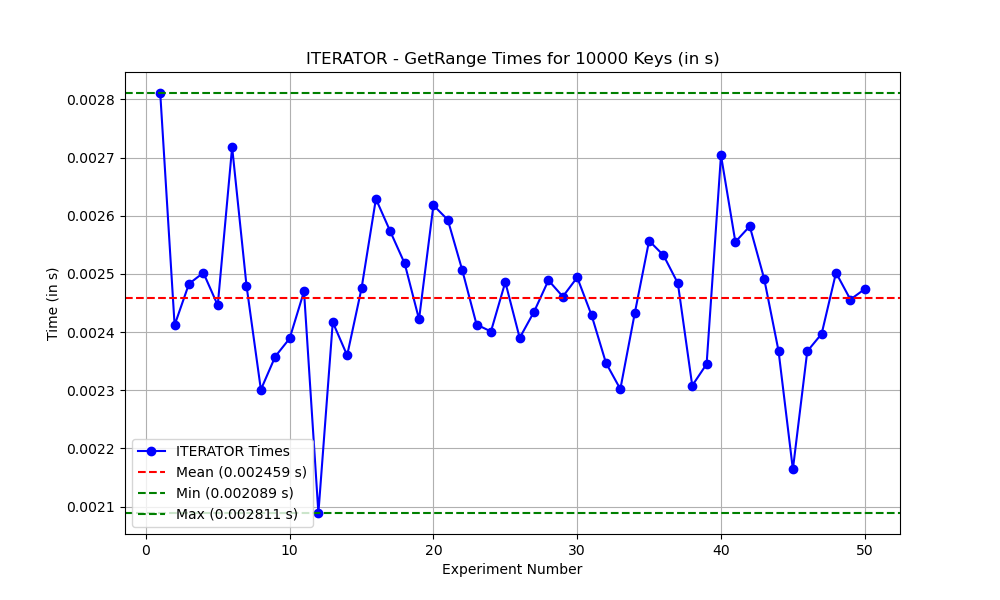 ITERATOR - GetRange Times for 10000 Keys (in s)
Time (in s)
0.0028
0.0027
0.0026
0.0025
0.0024
0.0023
0.0022
0.0021
ITERATOR Times
Mean (0.002459 s)
Min (0.002089 s)
Max (0.002811 s)
0 10 20 30 40 50
Experiment Number